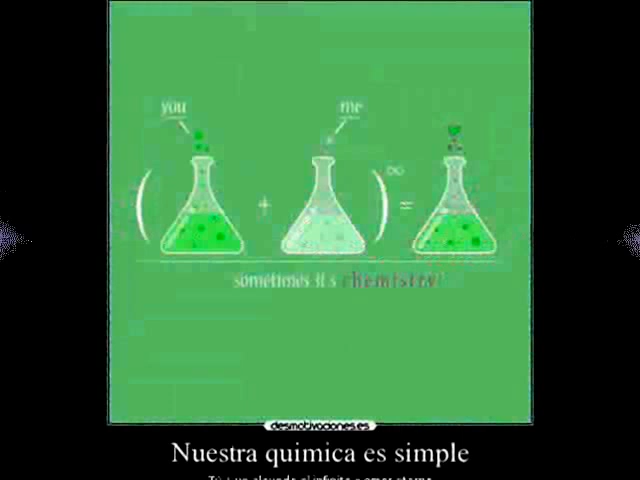 you me
( + )∞ =
sometimes it's chemistry
desmotivaciones.es
Nuestra quimica es simple